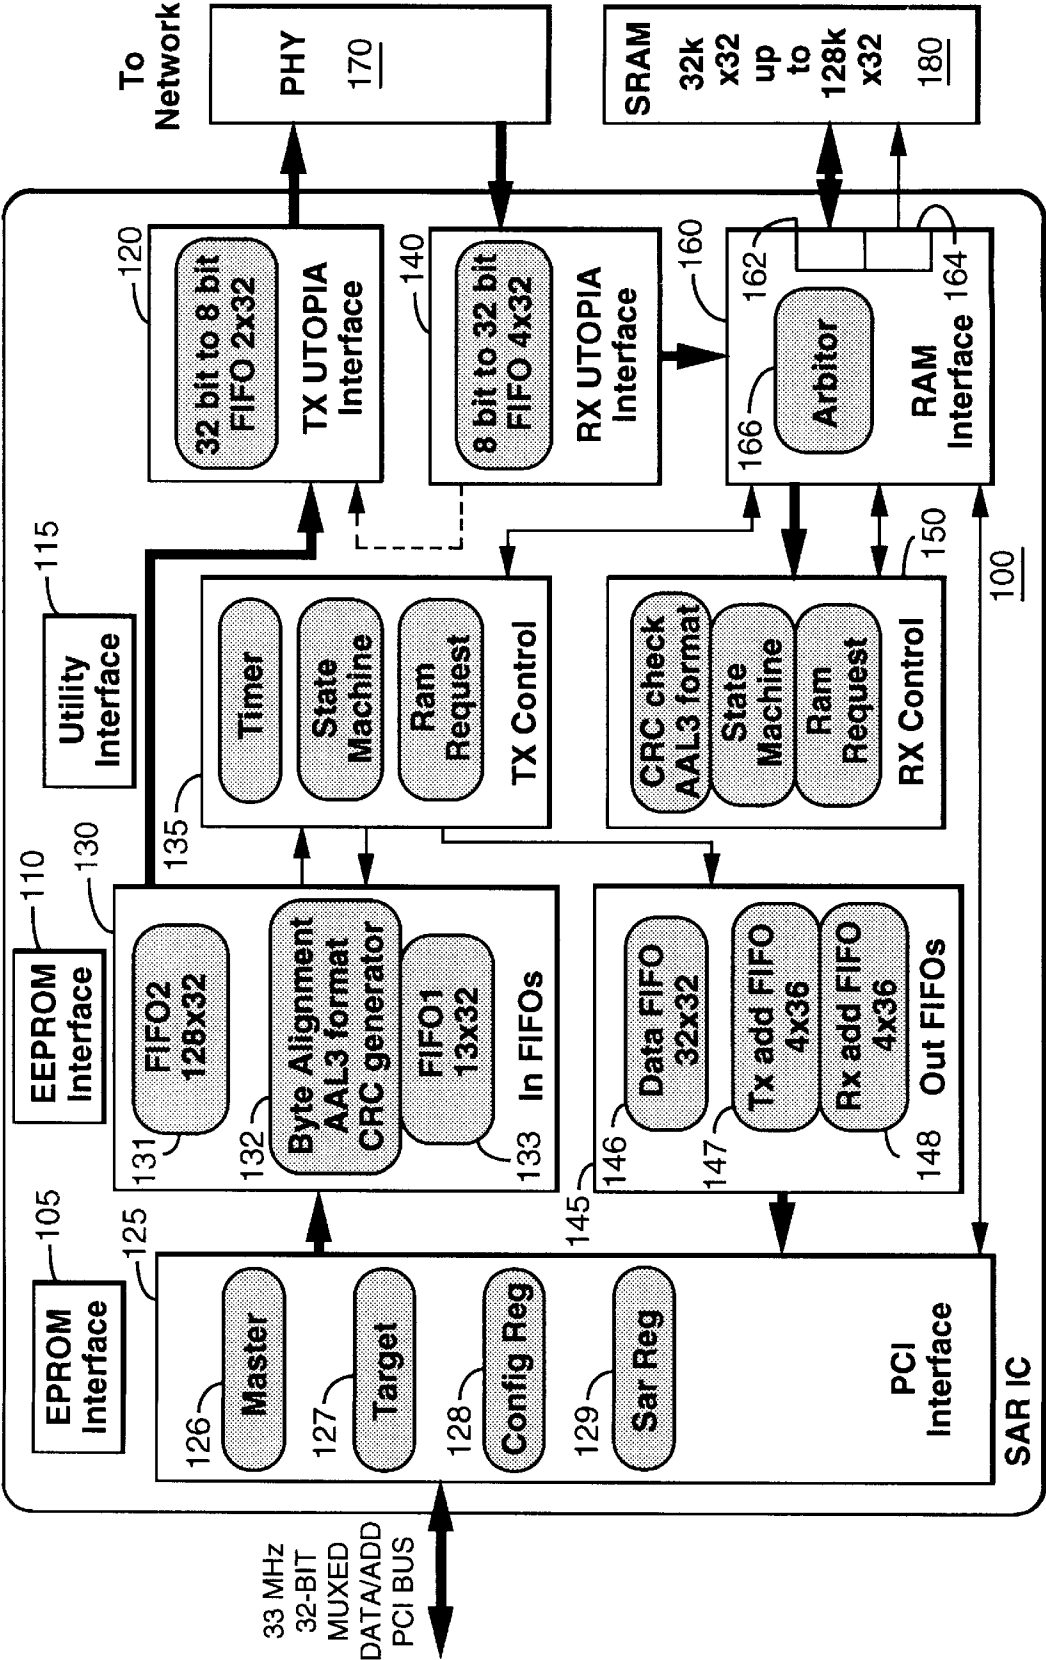 33 MHz
32-BIT
MUXED
DATA/ADD
PCI BUS
EPROM
Interface
105
125
126
Master
127
Target
128
Config Reg
129
Sar Reg
PCI
Interface
SAR IC
EEPROM
Interface
110
130
FIFO2
128x32
131
132
Byte Alignment
AAL3 format
CRC generator
FIFO1
13x32
133
In FIFOs
145
146
Data FIFO
32x32
147
Tx add FIFO
4x36
Rx add FIFO
4x36
148
Out FIFOs
Utility
Interface
115
135
Timer
State
Machine
Ram
Request
TX Control
CRC check
AAL3 format
State
Machine
Ram
Request
RX Control
150
100
120
32 bit to 8 bit
FIFO 2x32
TX UTOPIA
Interface
140
8 bit to 32 bit
FIFO 4x32
RX UTOPIA
Interface
160
162
166
Arbitor
RAM
Interface
164
To
Network
PHY
170
SRAM
32k
x32
up
to
128k
x32
180